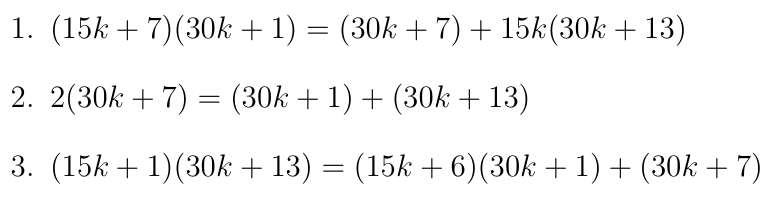 1. (15k + 7)(30k + 1) = (30k + 7) + 15k(30k + 13)
2. 2(30k + 7) = (30k + 1) + (30k + 13)
3. (15k + 1)(30k + 13) = (15k + 6)(30k + 1) + (30k + 7)